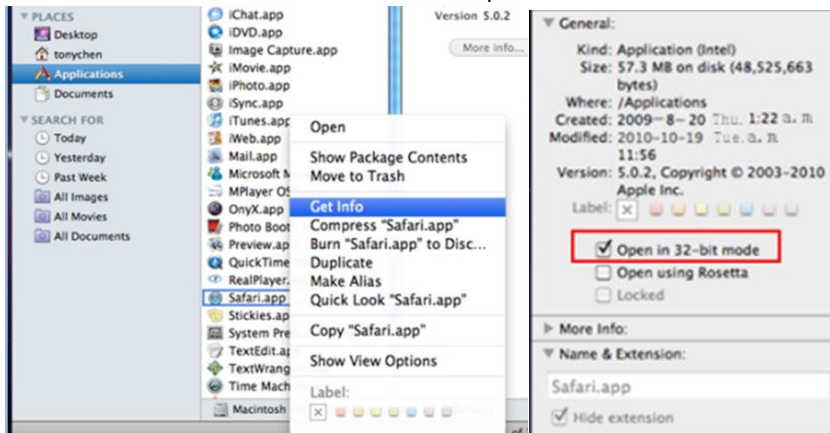 PLACES
Desktop
tonychen
Applications
Documents
SEARCH FOR
Today
Yesterday
Past Week
All Images
All Movies
All Documents
iChat.app
iDVD.app
Image Capture.app
iMovie.app
iPhoto.app
iSync.app
iTunes.app
iWeb.app
Mail.app
Microsoft M
MPlayer OS
OnyX.app
Photo Boot
Preview.ap
QuickTime
RealPlayer.
Safari.app
Stickies.ap
System Pre
TextEdit.ap
TextWrang
Time Mach
Macintosh
Version 5.0.2
More info...
Open
Show Package Contents
Move to Trash
Get Info
Compress "Safari.app"
Burn "Safari.app" to Disc...
Duplicate
Make Alias
Quick Look "Safari.app"
Copy "Safari.app"
Show View Options
Label:
of
General:
Kind: Application (Intel)
Size: 57.3 MB on disk (48,525,663
bytes)
Where: /Applications
Created: 2009-8-20 Thu. 1:22 a. m
Modified: 2010-10-19 Tue. a. m
11:56
Version: 5.0.2, Copyright © 2003-2010
Apple Inc.
Label:
Open in 32-bit mode
Open using Rosetta
Locked
More Info:
Name & Extension:
Safari.app
Hide extension